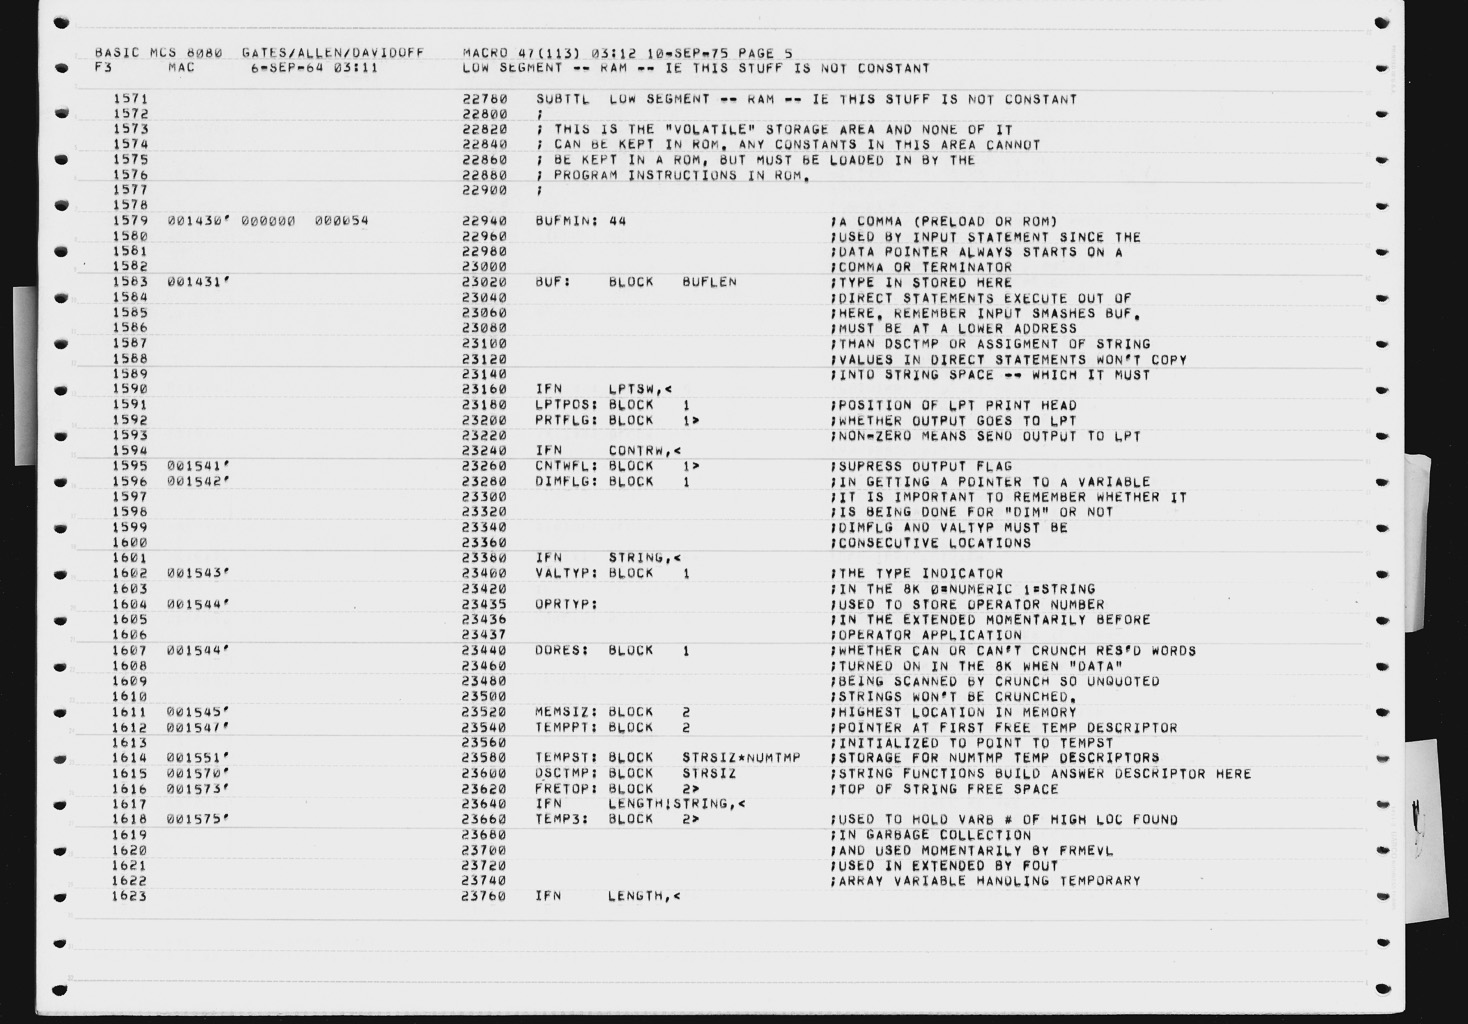 BASIC MCS 8080  GATES/ALLEN/DAVIDOFF  MACRO 47(113) 03:12 10-SEP-75 PAGE 5
F3  MAC  6-SEP-64 03:11  LOW SEGMENT -- RAM -- IE THIS STUFF IS NOT CONSTANT
1571  22780  SUBTTL  LOW SEGMENT -- RAM -- IE THIS STUFF IS NOT CONSTANT
1572  22800  ;
1573  22820  ; THIS IS THE "VOLATILE" STORAGE AREA AND NONE OF IT
1574  22840  ; CAN BE KEPT IN ROM. ANY CONSTANTS IN THIS AREA CANNOT
1575  22860  ; BE KEPT IN A ROM, BUT MUST BE LOADED IN BY THE
1576  22880  ; PROGRAM INSTRUCTIONS IN ROM.
1577  22900  ;
1578
1579  001430' 000000  000054  22940  BUFMIN: 44  ;A COMMA (PRELOAD OR ROM)
1580  22960  ;USED BY INPUT STATEMENT SINCE THE
1581  22980  ;DATA POINTER ALWAYS STARTS ON A
1582  23000  ;COMMA OR TERMINATOR
1583  001431'  23020  BUF:  BLOCK  BUFLEN  ;TYPE IN STORED HERE
1584  23040  ;DIRECT STATEMENTS EXECUTE OUT OF
1585  23060  ;HERE. REMEMBER INPUT SMASHES BUF.
1586  23080  ;MUST BE AT A LOWER ADDRESS
1587  23100  ;THAN DSCTMP OR ASSIGMENT OF STRING
1588  23120  ;VALUES IN DIRECT STATEMENTS WON'T COPY
1589  23140  ;INTO STRING SPACE -- WHICH IT MUST
1590  23160  IFN  LPTSW,<
1591  23180  LPTPOS: BLOCK  1  ;POSITION OF LPT PRINT HEAD
1592  23200  PRTFLG: BLOCK  1>  ;WHETHER OUTPUT GOES TO LPT
1593  23220  ;NON-ZERO MEANS SEND OUTPUT TO LPT
1594  23240  IFN  CONTRW,<
1595  001541'  23260  CNTWFL: BLOCK  1>  ;SUPRESS OUTPUT FLAG
1596  001542'  23280  DIMFLG: BLOCK  1  ;IN GETTING A POINTER TO A VARIABLE
1597  23300  ;IT IS IMPORTANT TO REMEMBER WHETHER IT
1598  23320  ;IS BEING DONE FOR "DIM" OR NOT
1599  23340  ;DIMFLG AND VALTYP MUST BE
1600  23360  ;CONSECUTIVE LOCATIONS
1601  23380  IFN  STRING,<
1602  001543'  23400  VALTYP: BLOCK  1  ;THE TYPE INDICATOR
1603  23420  ;IN THE 8K 0=NUMERIC 1=STRING
1604  001544'  23435  OPRTYP:  ;USED TO STORE OPERATOR NUMBER
1605  23436  ;IN THE EXTENDED MOMENTARILY BEFORE
1606  23437  ;OPERATOR APPLICATION
1607  001544'  23440  DORES:  BLOCK  1  ;WHETHER CAN OR CAN'T CRUNCH RES'D WORDS
1608  23460  ;TURNED ON IN THE 8K WHEN "DATA"
1609  23480  ;BEING SCANNED BY CRUNCH SO UNQUOTED
1610  23500  ;STRINGS WON'T BE CRUNCHED.
1611  001545'  23520  MEMSIZ: BLOCK  2  ;HIGHEST LOCATION IN MEMORY
1612  001547'  23540  TEMPPT: BLOCK  2  ;POINTER AT FIRST FREE TEMP DESCRIPTOR
1613  23560  ;INITIALIZED TO POINT TO TEMPST
1614  001551'  23580  TEMPST: BLOCK  STRSIZ*NUMTMP  ;STORAGE FOR NUMTMP TEMP DESCRIPTORS
1615  001570'  23600  DSCTMP: BLOCK  STRSIZ  ;STRING FUNCTIONS BUILD ANSWER DESCRIPTOR HERE
1616  001573'  23620  FRETOP: BLOCK  2>  ;TOP OF STRING FREE SPACE
1617  23640  IFN  LENGTH!STRING,<
1618  001575'  23660  TEMP3:  BLOCK  2>  ;USED TO HOLD VARB # OF HIGH LOC FOUND
1619  23680  ;IN GARBAGE COLLECTION
1620  23700  ;AND USED MOMENTARILY BY FRMEVL
1621  23720  ;USED IN EXTENDED BY FOUT
1622  23740  ;ARRAY VARIABLE HANDLING TEMPORARY
1623  23760  IFN  LENGTH,<